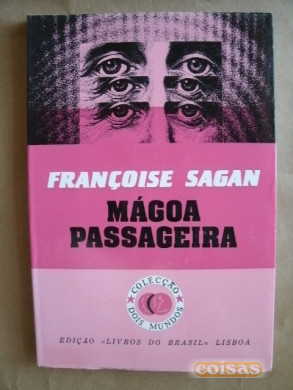 FRANÇOISE SAGAN
MÁGOA
PASSAGEIRA
COLECÇÃO
DOIS MUNDOS
EDIÇÃO «LIVROS DO BRASIL» LISBOA
coisas